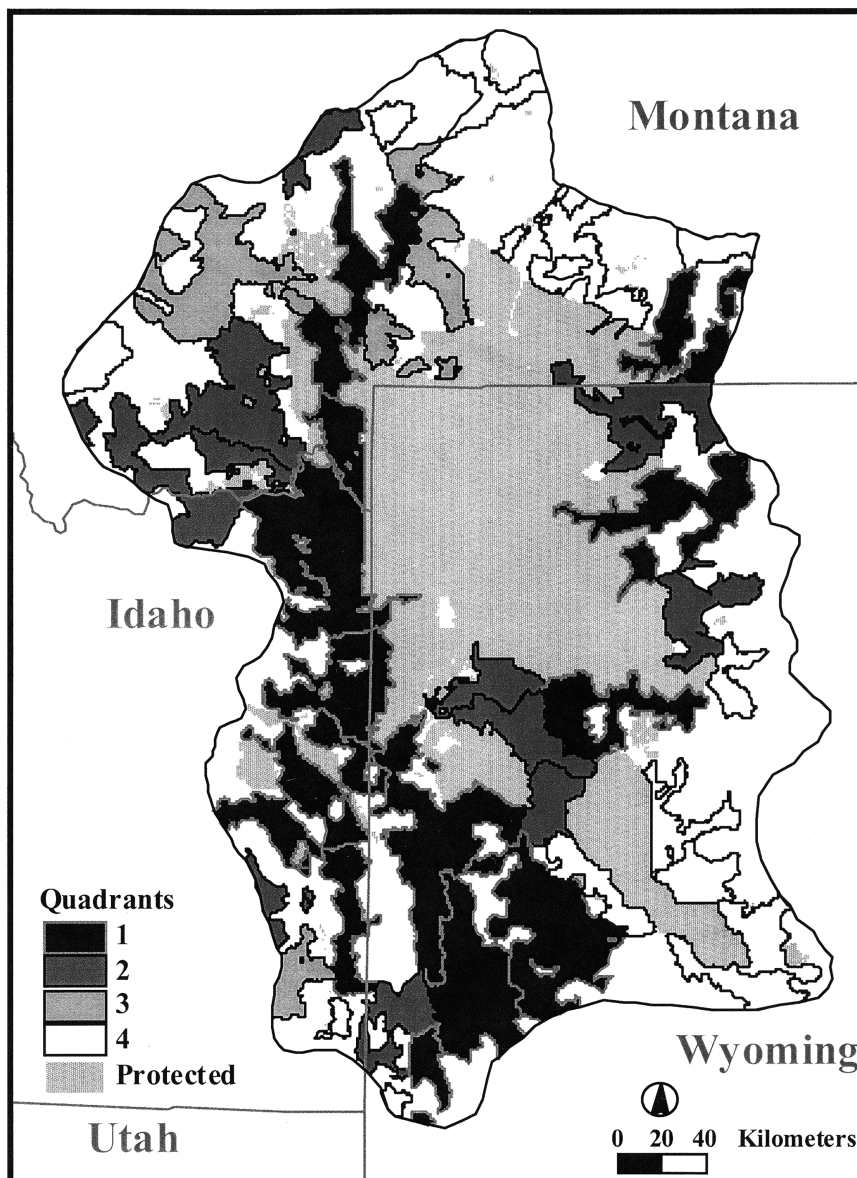 Montana
Idaho
Quadrants
1
2
3
4
Protected
Wyoming
Utah
0 20 40 Kilometers